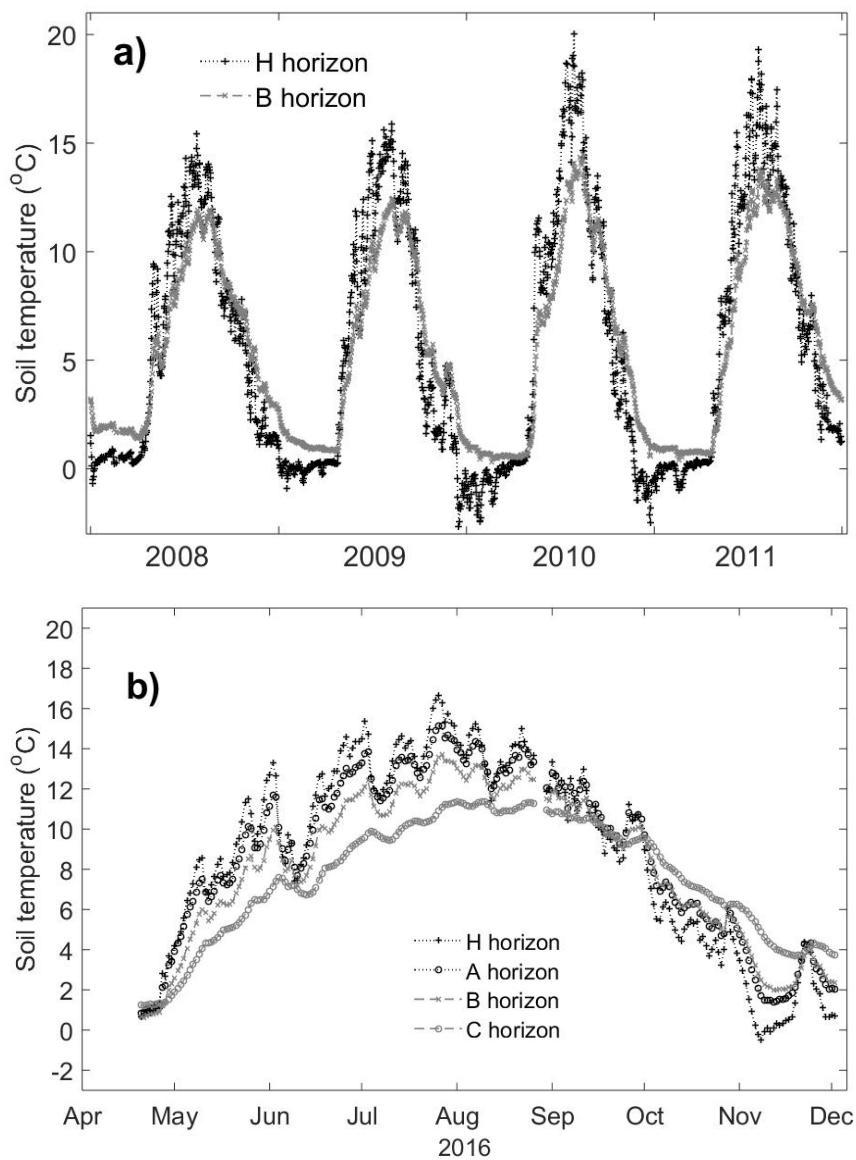 a)
H horizon
B horizon
Soil temperature (°C)
20
15
10
5
0
2008 2009 2010 2011
b)
Soil temperature (°C)
20
18
16
14
12
10
8
6
4
2
0
-2
H horizon
A horizon
B horizon
C horizon
Apr May Jun Jul Aug Sep Oct Nov Dec
2016